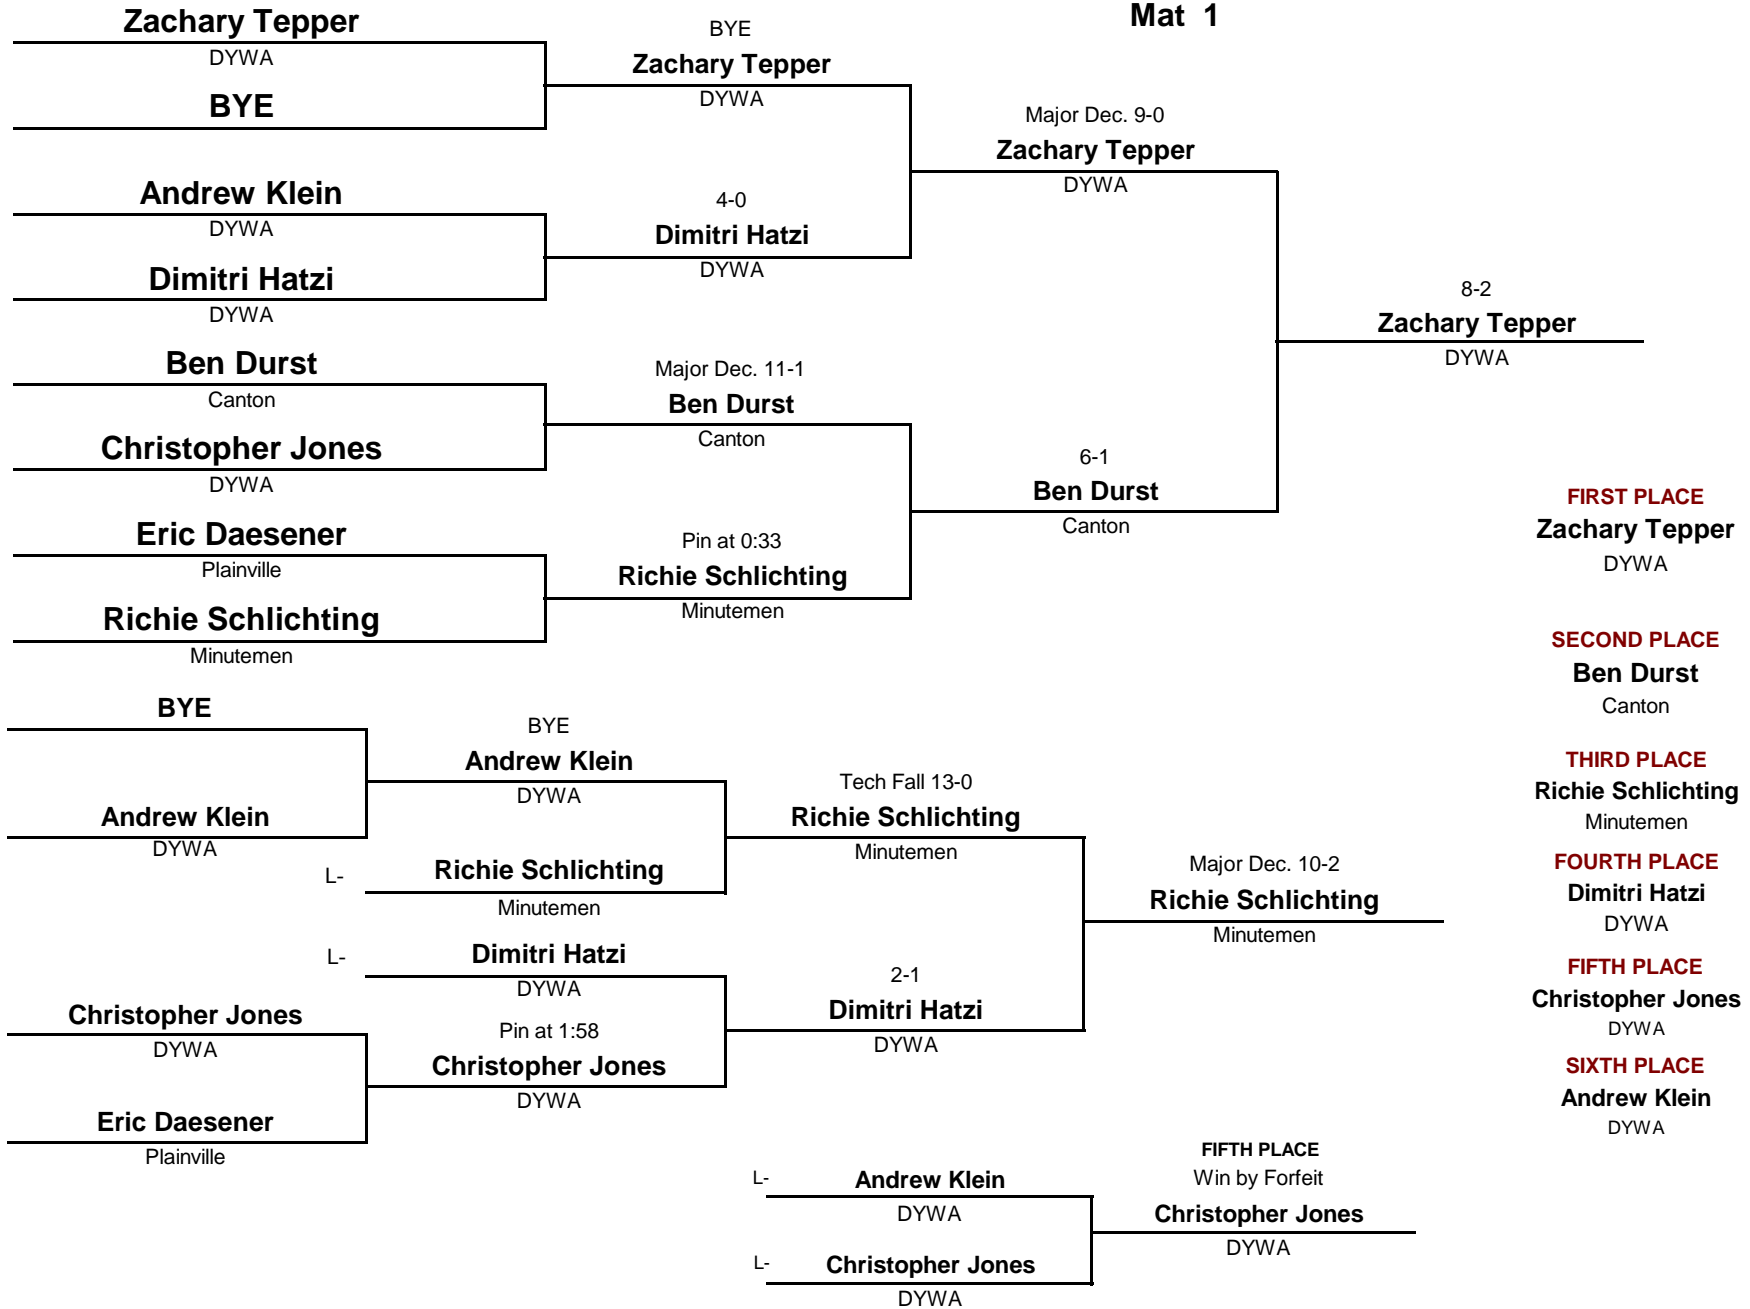 Mat 1
Zachary Tepper
DYWA
BYE
Andrew Klein
DYWA
Dimitri Hatzi
DYWA
Ben Durst
Canton
Christopher Jones
DYWA
Eric Daesener
Plainville
Richie Schlichting
Minutemen
BYE
Zachary Tepper
DYWA
4-0
Dimitri Hatzi
DYWA
Major Dec. 11-1
Ben Durst
Canton
Pin at 0:33
Richie Schlichting
Minutemen
Major Dec. 9-0
Zachary Tepper
DYWA
6-1
Ben Durst
Canton
8-2
Zachary Tepper
DYWA
FIRST PLACE
Zachary Tepper
DYWA
SECOND PLACE
Ben Durst
Canton
THIRD PLACE
Richie Schlichting
Minutemen
FOURTH PLACE
Dimitri Hatzi
DYWA
FIFTH PLACE
Christopher Jones
DYWA
SIXTH PLACE
Andrew Klein
DYWA
BYE
Andrew Klein
DYWA
Christopher Jones
DYWA
Eric Daesener
Plainville
BYE
Andrew Klein
DYWA
L-
Richie Schlichting
Minutemen
L-
Dimitri Hatzi
DYWA
Pin at 1:58
Christopher Jones
DYWA
Tech Fall 13-0
Richie Schlichting
Minutemen
2-1
Dimitri Hatzi
DYWA
Major Dec. 10-2
Richie Schlichting
Minutemen
L-
Andrew Klein
DYWA
L-
Christopher Jones
DYWA
FIFTH PLACE
Win by Forfeit
Christopher Jones
DYWA